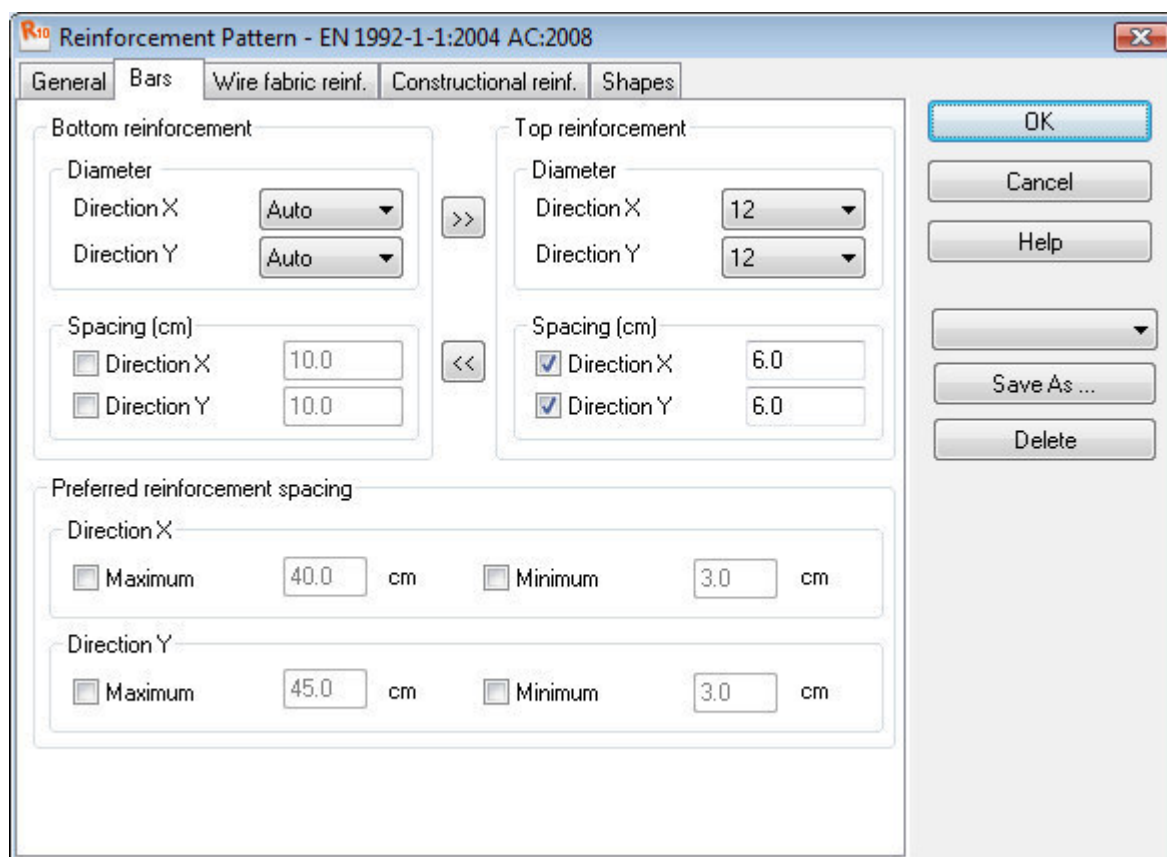 R10 Reinforcement Pattern - EN 1992-1-1:2004 AC:2008
General Bars Wire fabric reinf. Constructional reinf. Shapes
Bottom reinforcement
Diameter
Direction X Auto
Direction Y Auto
Spacing (cm)
Direction X 10.0
Direction Y 10.0
>>
<<
Top reinforcement
Diameter
Direction X 12
Direction Y 12
Spacing (cm)
Direction X 6.0
Direction Y 6.0
Preferred reinforcement spacing
Direction X
Maximum 40.0 cm Minimum 3.0 cm
Direction Y
Maximum 45.0 cm Minimum 3.0 cm
OK
Cancel
Help
Save As ...
Delete